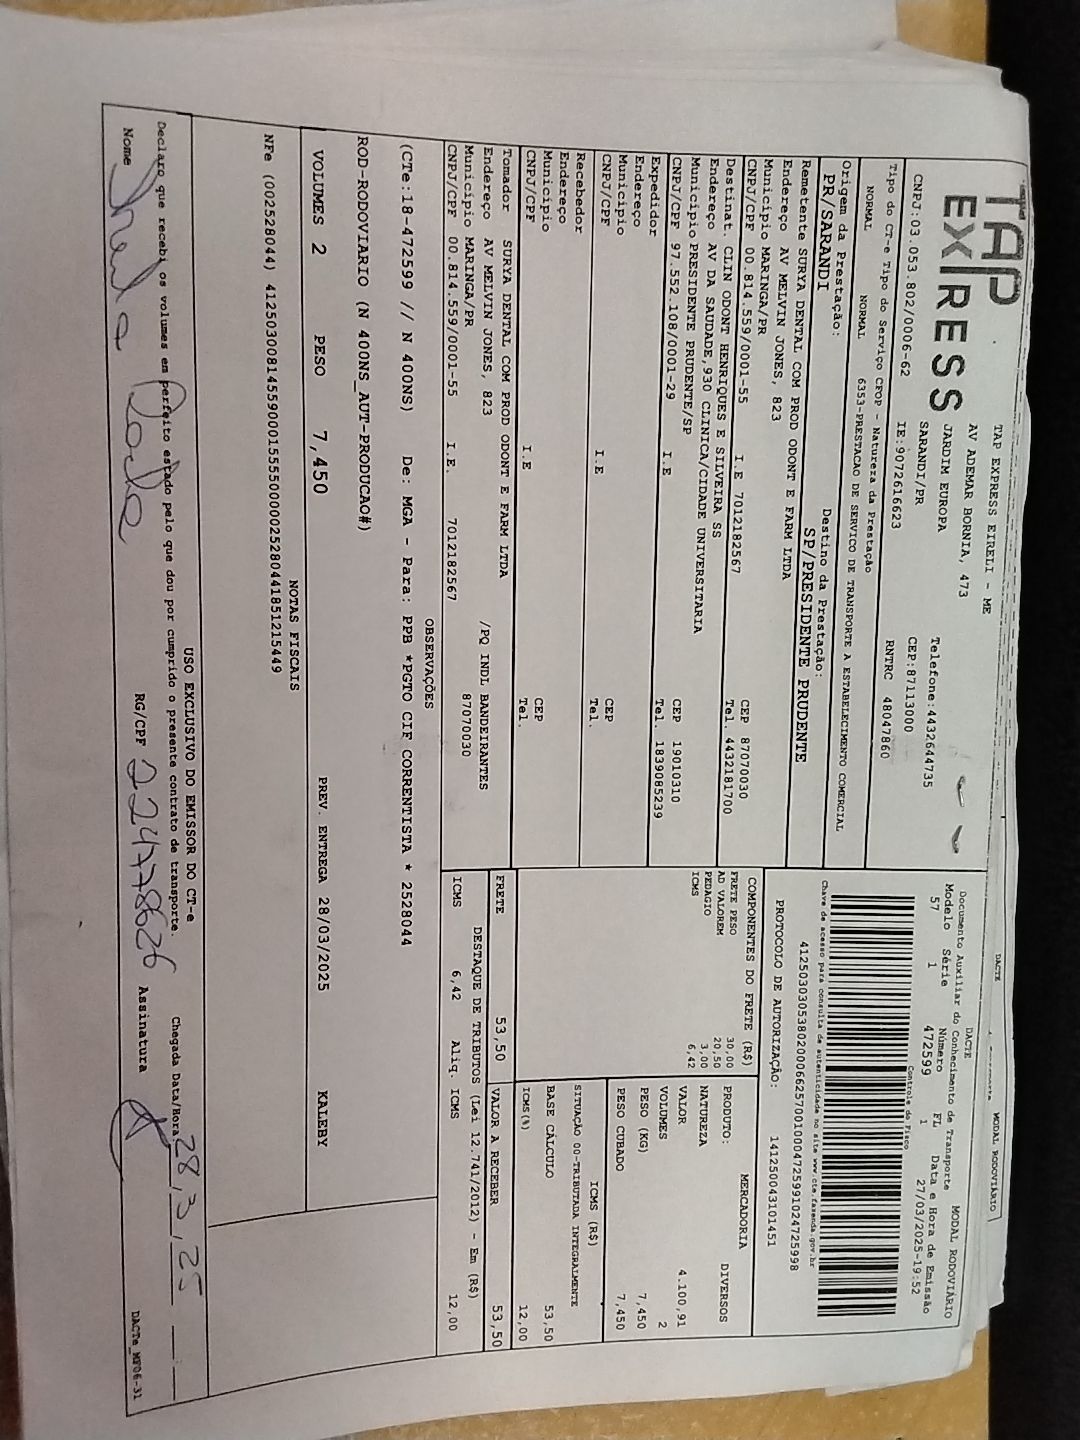 DACTE MODAL RODOVIÁRIO
TAP
EXPRESS
TAP EXPRESS EIRELI - ME
AV ADEMAR BORNIA, 473
JARDIM EUROPA
SARANDI/PR
Telefone:4432644735
CEP:87113000
CNPJ:03.053.802/0006-62 IE:9072616623 RNTRC 48047860
Tipo do CT-e Tipo do Serviço CFOP - Natureza da Prestação
NORMAL NORMAL 6353-PRESTACAO DE SERVICO DE TRANSPORTE A ESTABELECIMENTO COMERCIAL
Origem da Prestação: Destino da Prestação:
PR/SARANDI SP/PRESIDENTE PRUDENTE
DACTE MODAL RODOVIÁRIO
Documento Auxiliar do Conhecimento de Transporte
Modelo Série Número FL Data e Hora de Emissão
57 1 472599 1 27/03/2025-19:52
Controle do Fisco
Chave de acesso para consulta de autenticidade no site www.cte.fazenda.gov.br
41250303053802000662570010004725991024725998
PROTOCOLO DE AUTORIZAÇÃO: 141250043101451
Remetente SURYA DENTAL COM PROD ODONT E FARM LTDA
Endereço AV MELVIN JONES, 823
Município MARINGA/PR CEP 87070030
CNPJ/CPF 00.814.559/0001-55 I.E 7012182567 Tel. 4432181700
Destinat. CLIN ODONT HENRIQUES E SILVEIRA SS
Endereço AV DA SAUDADE,930 CLINICA/CIDADE UNIVERSITARIA
Município PRESIDENTE PRUDENTE/SP CEP 19010310
CNPJ/CPF 97.552.108/0001-29 I.E Tel. 1839085239
Expedidor
Endereço
Município CEP
CNPJ/CPF I.E Tel.
Recebedor
Endereço
Município CEP
CNPJ/CPF I.E Tel.
Tomador SURYA DENTAL COM PROD ODONT E FARM LTDA
Endereço AV MELVIN JONES, 823 /PQ INDL BANDEIRANTES
Município MARINGA/PR 87070030
CNPJ/CPF 00.814.559/0001-55 I.E. 7012182567
COMPONENTES DO FRETE (R$)
FRETE PESO 30,00
AD VALOREM 20,50
PEDAGIO 3,00
ICMS 6,42
MERCADORIA
PRODUTO: DIVERSOS
NATUREZA
VALOR 4.100,91
VOLUMES 2
PESO (KG) 7,450
PESO CUBADO 7,450
ICMS (R$)
SITUAÇÃO 00-TRIBUTADA INTEGRALMENTE
BASE CÁLCULO 53,50
ICMS(%) 12,00
FRETE 53,50 VALOR A RECEBER 53,50
DESTAQUE DE TRIBUTOS (Lei 12.741/2012) - Em (R$)
ICMS 6,42 Aliq. ICMS 12,00
OBSERVAÇÕES
(CTe:18-472599 /// N 400NS) De: MGA - Para: PPB *PGTO CIF CORRENTISTA * 2528044
ROD-RODOVIARIO (N 400NS_AUT-PRODUCAO#)
VOLUMES 2 PESO 7,450 PREV. ENTREGA 28/03/2025 KALEBY
NOTAS FISCAIS
NFe (002528044) 41250300814559000155550000025280441851215449
USO EXCLUSIVO DO EMISSOR DO CT-e
Declaro que recebi os volumes em perfeito estado pelo que dou por cumprido o presente contrato de transporte.
Chegada Data/Hora 28/3/25
Nome RG/CPF 224778626 Assinatura
DACTe_MF06-31